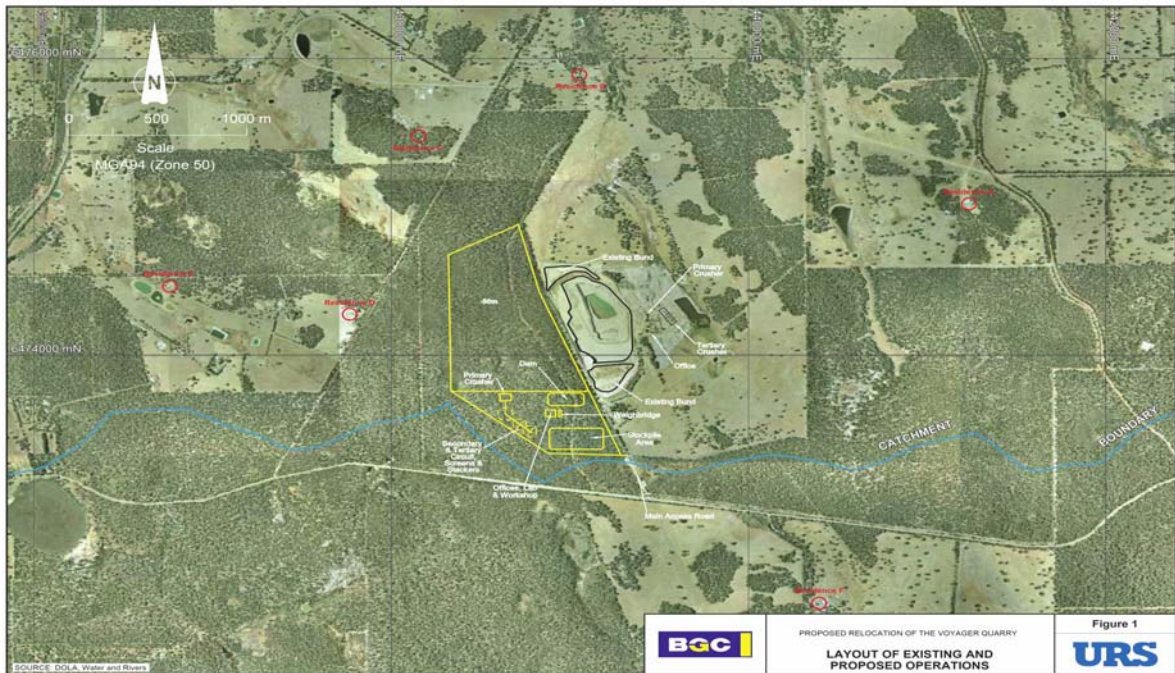 6476000 mN
N
0 500 1000 m
Scale
MGA94 (Zone 50)
Existing Bund
Primary
Crusher
Residence D
6474000 mN
Tertiary
Crusher
Office
Dam
Primary
Crusher
Existing Bund
Weighbridge
Stockpile
Area
Secondary
& Tertiary
Circuit,
Screens &
Stackers
Offices, Lab
& Workshop
CATCHMENT
BOUNDARY
Main Access Road
Residence F
SOURCE: DOLA, Water and Rivers
BGC
PROPOSED RELOCATION OF THE VOYAGER QUARRY
LAYOUT OF EXISTING AND
PROPOSED OPERATIONS
Figure 1
URS